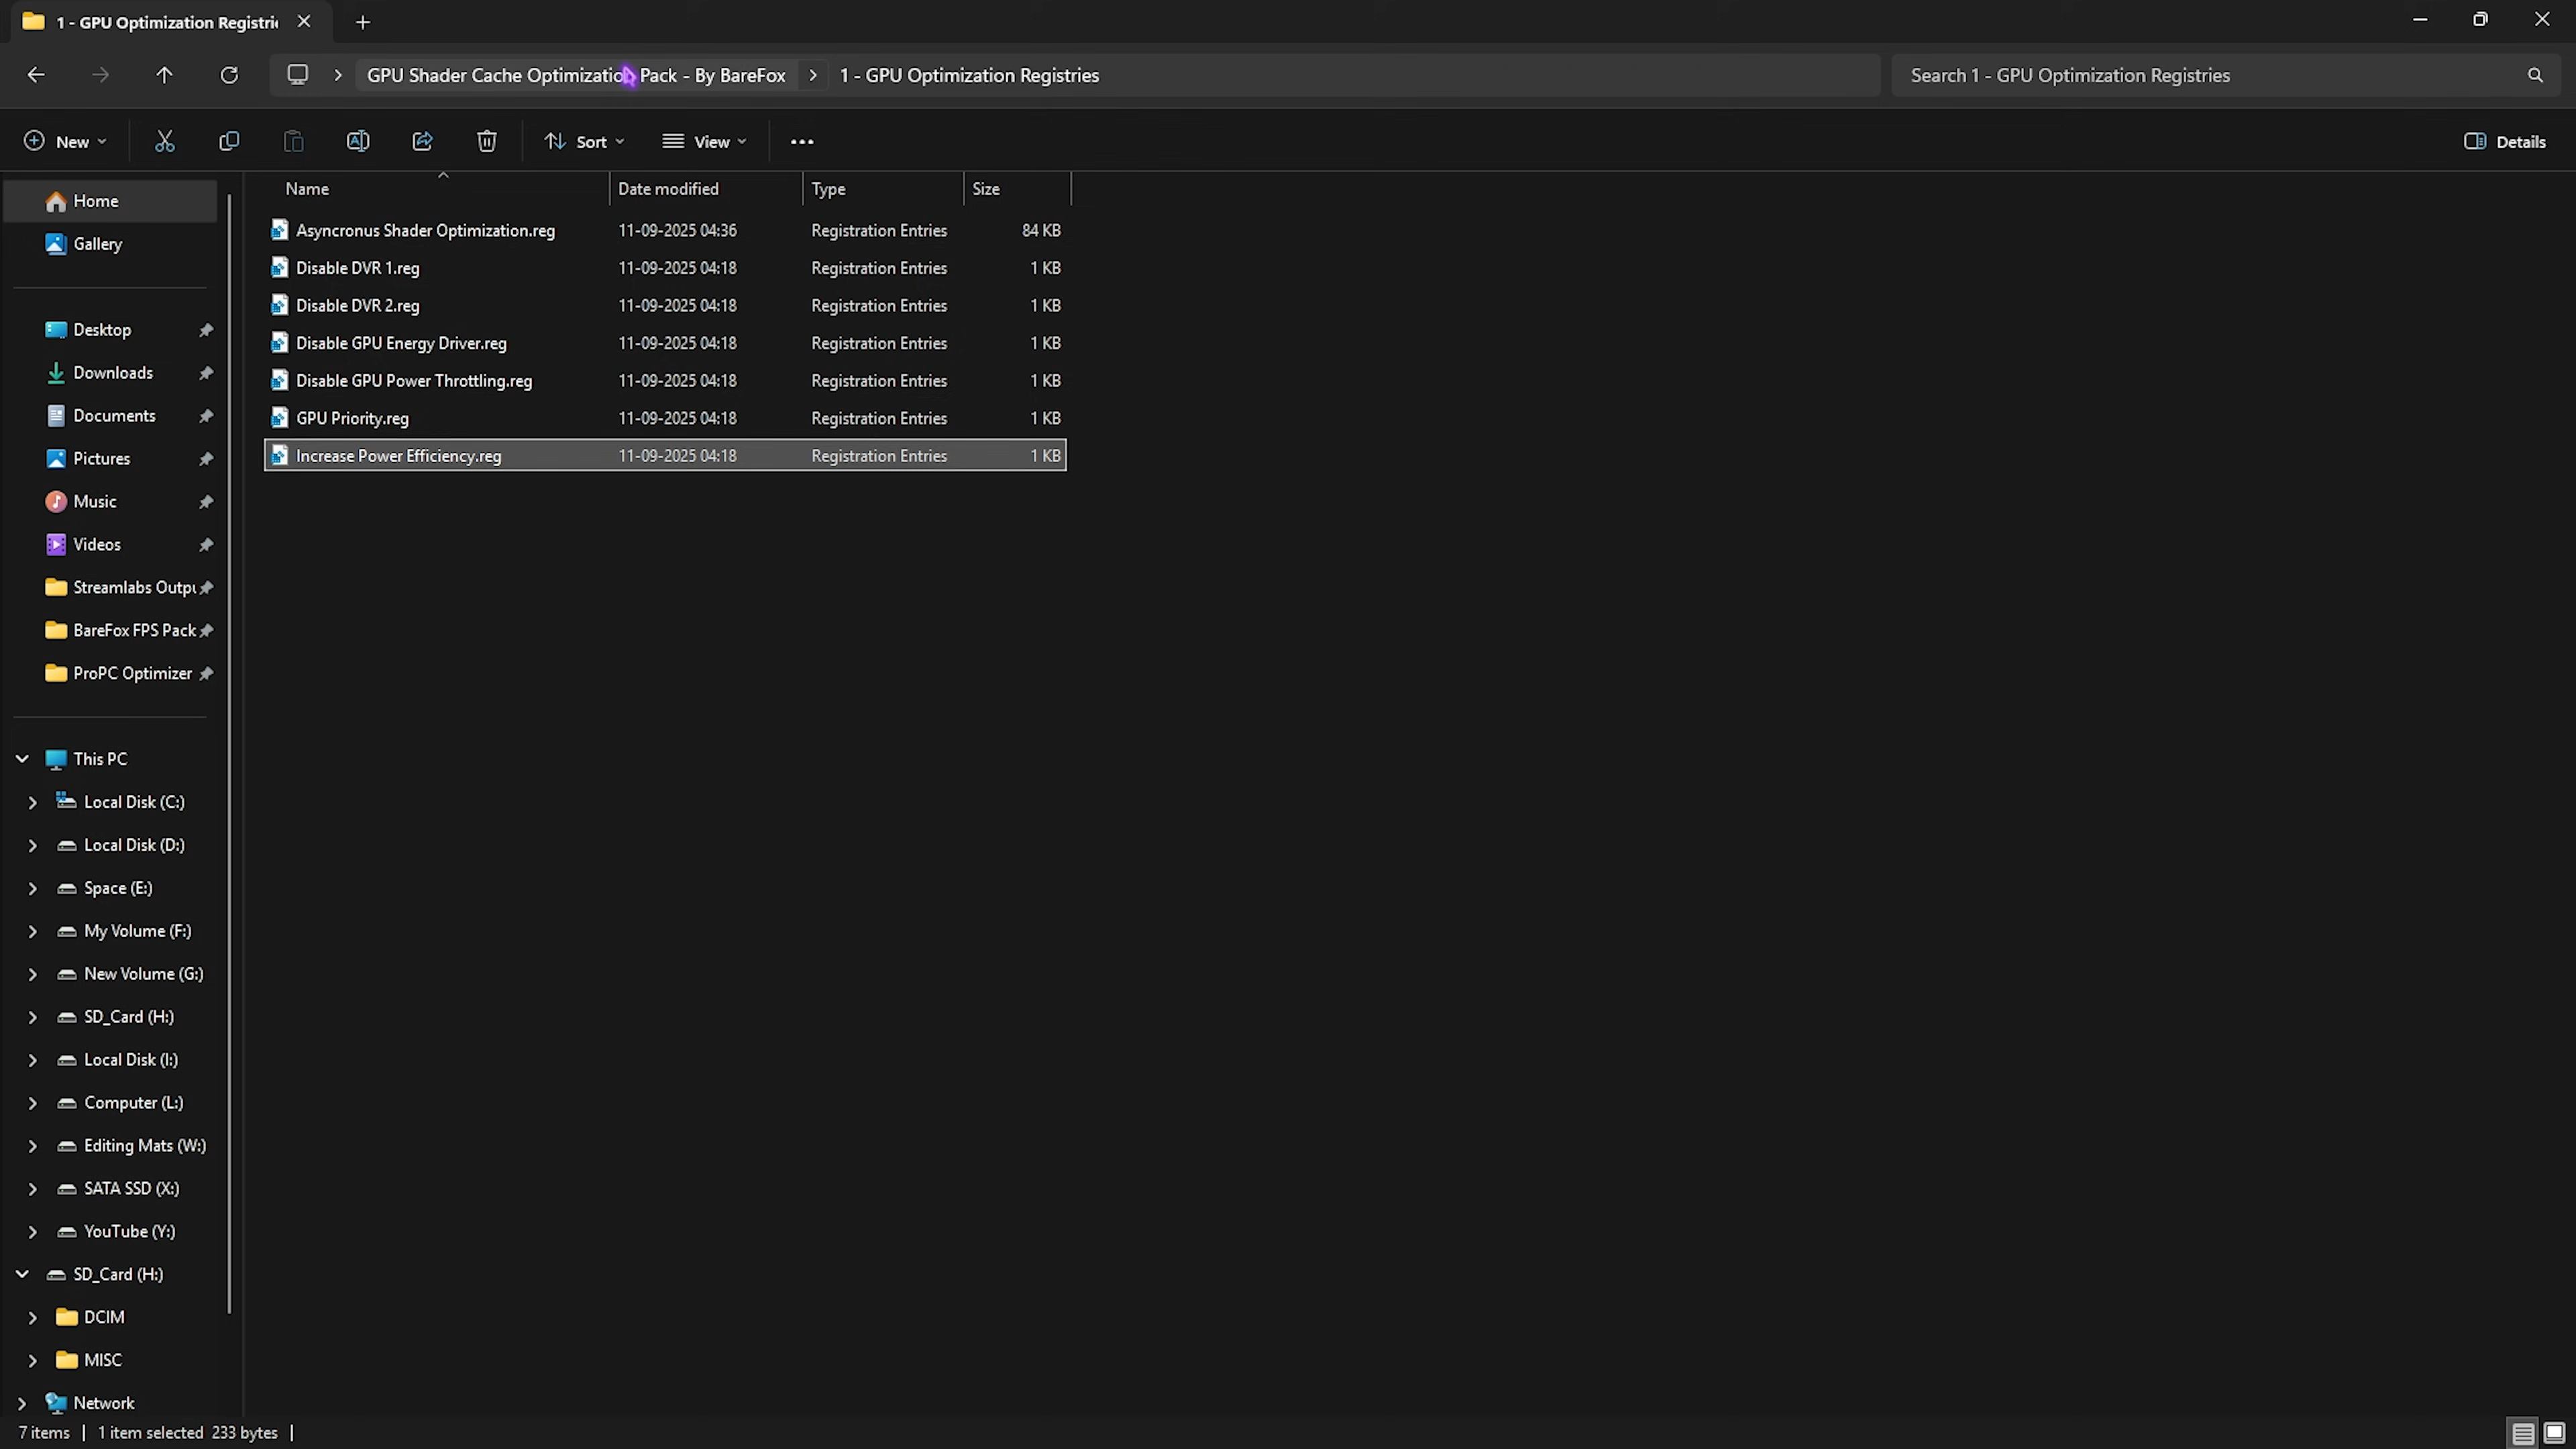 1 - GPU Optimization Registri
GPU Shader Cache Optimization Pack - By BareFox > 1 - GPU Optimization Registries
Search 1 - GPU Optimization Registries
New
Sort
View
Details
Name Date modified Type Size
Asyncronus Shader Optimization.reg 11-09-2025 04:36 Registration Entries 84 KB
Disable DVR 1.reg 11-09-2025 04:18 Registration Entries 1 KB
Disable DVR 2.reg 11-09-2025 04:18 Registration Entries 1 KB
Disable GPU Energy Driver.reg 11-09-2025 04:18 Registration Entries 1 KB
Disable GPU Power Throttling.reg 11-09-2025 04:18 Registration Entries 1 KB
GPU Priority.reg 11-09-2025 04:18 Registration Entries 1 KB
Increase Power Efficiency.reg 11-09-2025 04:18 Registration Entries 1 KB
Home
Gallery
Desktop
Downloads
Documents
Pictures
Music
Videos
Streamlabs Outpu
BareFox FPS Pack
ProPC Optimizer
This PC
Local Disk (C:)
Local Disk (D:)
Space (E:)
My Volume (F:)
New Volume (G:)
SD_Card (H:)
Local Disk (I:)
Computer (L:)
Editing Mats (W:)
SATA SSD (X:)
YouTube (Y:)
SD_Card (H:)
DCIM
MISC
Network
7 items | 1 item selected 233 bytes |